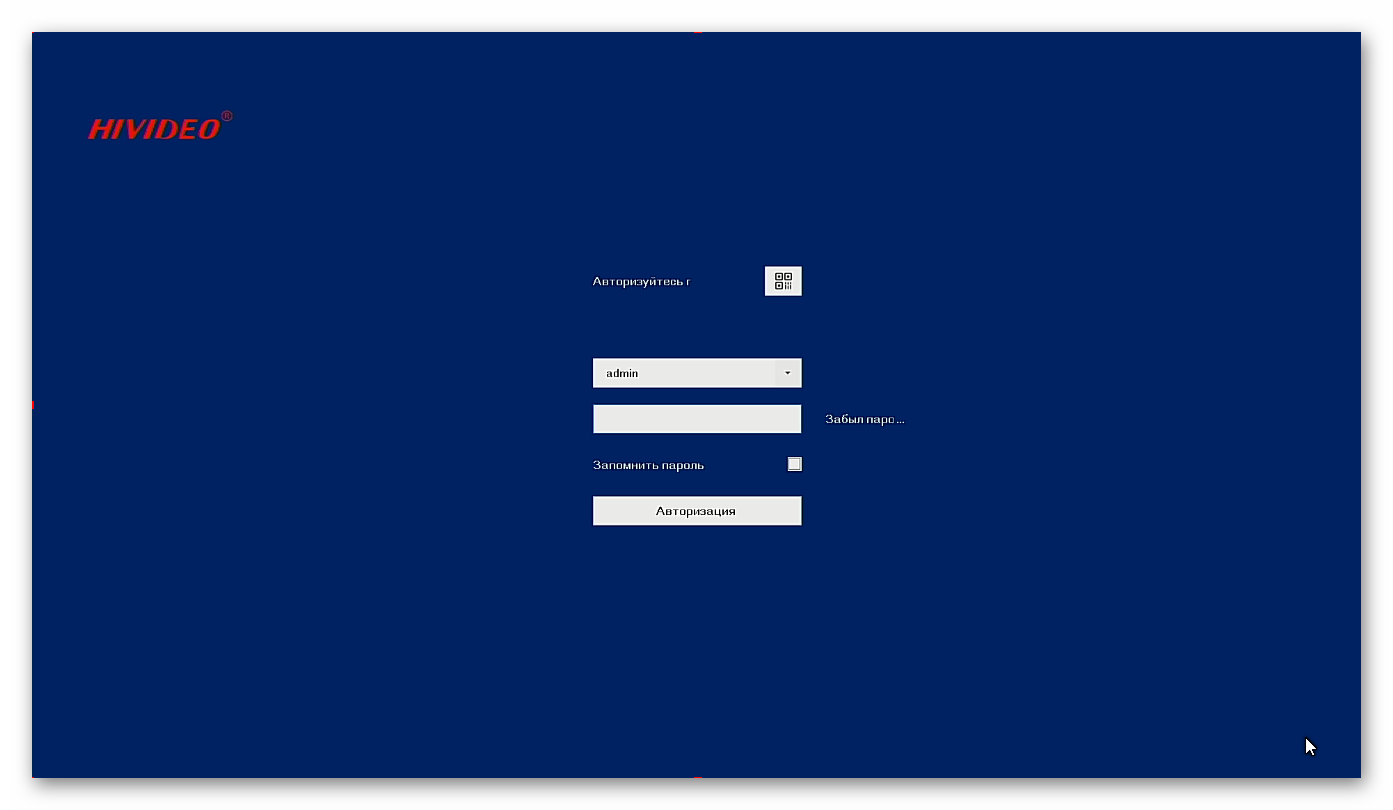 HIVIDEO®
Авторизуйтесь г
admin
Забыл паро...
Запомнить пароль
Авторизация